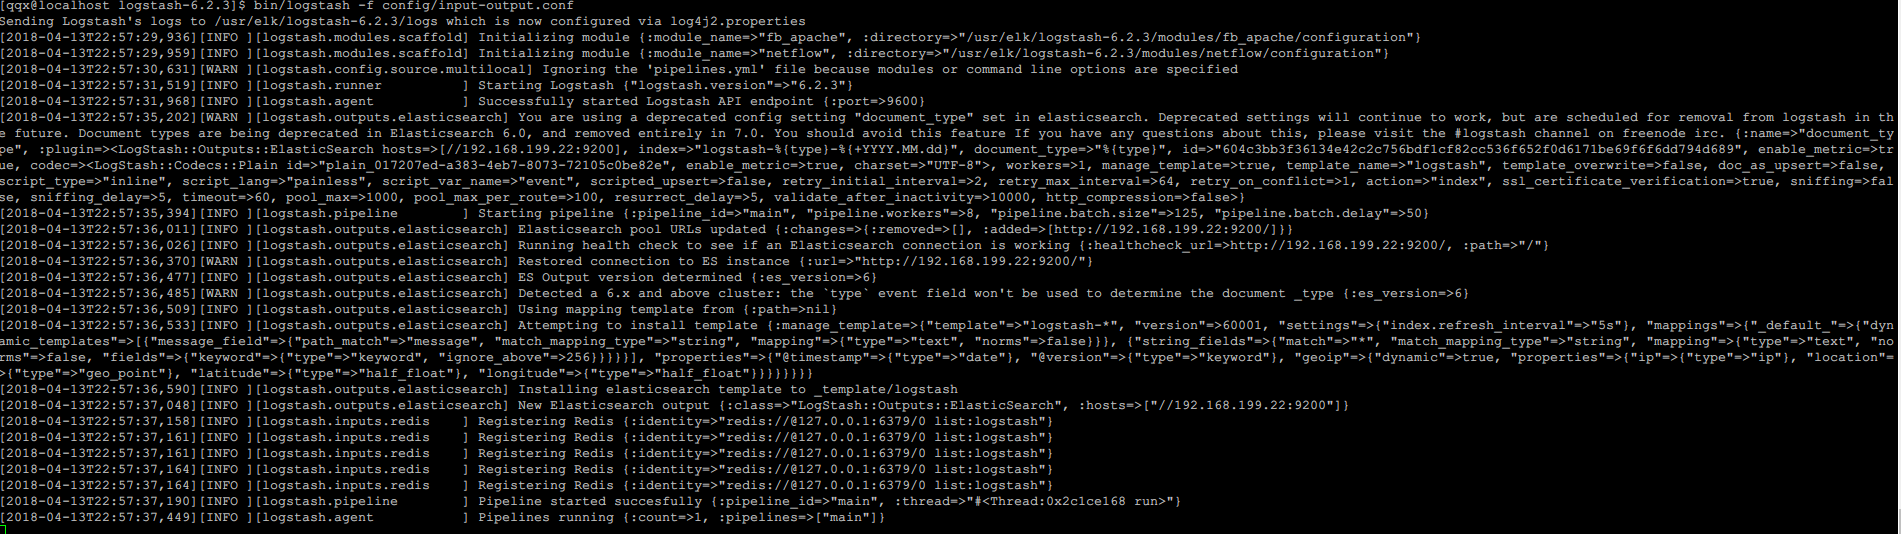 [qqx@localhost logstash-6.2.3]$ bin/logstash -f config/input-output.conf
Sending Logstash's logs to /usr/elk/logstash-6.2.3/logs which is now configured via log4j2.properties
[2018-04-13T22:57:29,936][INFO ][logstash.modules.scaffold] Initializing module {:module_name=>"fb_apache", :directory=>"/usr/elk/logstash-6.2.3/modules/fb_apache/configuration"}
[2018-04-13T22:57:29,959][INFO ][logstash.modules.scaffold] Initializing module {:module_name=>"netflow", :directory=>"/usr/elk/logstash-6.2.3/modules/netflow/configuration"}
[2018-04-13T22:57:30,631][WARN ][logstash.config.source.multilocal] Ignoring the 'pipelines.yml' file because modules or command line options are specified
[2018-04-13T22:57:31,519][INFO ][logstash.runner          ] Starting Logstash {"logstash.version"=>"6.2.3"}
[2018-04-13T22:57:31,968][INFO ][logstash.agent           ] Successfully started Logstash API endpoint {:port=>9600}
[2018-04-13T22:57:35,202][WARN ][logstash.outputs.elasticsearch] You are using a deprecated config setting "document_type" set in elasticsearch. Deprecated settings will continue to work, but are scheduled for removal from logstash in th
e future. Document types are being deprecated in Elasticsearch 6.0, and removed entirely in 7.0. You should avoid this feature If you have any questions about this, please visit the #logstash channel on freenode irc. {:name=>"document_ty
pe", :plugin=><LogStash::Outputs::ElasticSearch hosts=>[//192.168.199.22:9200], index=>"logstash-%{type}-%{+YYYY.MM.dd}", document_type=>"%{type}", id=>"604c3bb3f36134e42c2c756bdf1cf82cc536f652f0d6171be69f6f6dd794d689", enable_metric=>tr
ue, codec=><LogStash::Codecs::Plain id=>"plain_017207ed-a383-4eb7-8073-72105c0be82e", enable_metric=>true, charset=>"UTF-8">, workers=>1, manage_template=>true, template_name=>"logstash", template_overwrite=>false, doc_as_upsert=>false,
script_type=>"inline", script_lang=>"painless", script_var_name=>"event", scripted_upsert=>false, retry_initial_interval=>2, retry_max_interval=>64, retry_on_conflict=>1, action=>"index", ssl_certificate_verification=>true, sniffing=>fal
se, sniffing_delay=>5, timeout=>60, pool_max=>1000, pool_max_per_route=>100, resurrect_delay=>5, validate_after_inactivity=>10000, http_compression=>false>}
[2018-04-13T22:57:35,394][INFO ][logstash.pipeline        ] Starting pipeline {:pipeline_id=>"main", "pipeline.workers"=>8, "pipeline.batch.size"=>125, "pipeline.batch.delay"=>50}
[2018-04-13T22:57:36,011][INFO ][logstash.outputs.elasticsearch] Elasticsearch pool URLs updated {:changes=>{:removed=>[], :added=>[http://192.168.199.22:9200/]}}
[2018-04-13T22:57:36,026][INFO ][logstash.outputs.elasticsearch] Running health check to see if an Elasticsearch connection is working {:healthcheck_url=>http://192.168.199.22:9200/, :path=>"/"}
[2018-04-13T22:57:36,370][WARN ][logstash.outputs.elasticsearch] Restored connection to ES instance {:url=>"http://192.168.199.22:9200/"}
[2018-04-13T22:57:36,477][INFO ][logstash.outputs.elasticsearch] ES Output version determined {:es_version=>6}
[2018-04-13T22:57:36,485][WARN ][logstash.outputs.elasticsearch] Detected a 6.x and above cluster: the `type` event field won't be used to determine the document _type {:es_version=>6}
[2018-04-13T22:57:36,509][INFO ][logstash.outputs.elasticsearch] Using mapping template from {:path=>nil}
[2018-04-13T22:57:36,533][INFO ][logstash.outputs.elasticsearch] Attempting to install template {:manage_template=>{"template"=>"logstash-*", "version"=>60001, "settings"=>{"index.refresh_interval"=>"5s"}, "mappings"=>{"_default_"=>{"dyn
amic_templates"=>[{"message_field"=>{"path_match"=>"message", "match_mapping_type"=>"string", "mapping"=>{"type"=>"text", "norms"=>false}}}, {"string_fields"=>{"match"=>"*", "match_mapping_type"=>"string", "mapping"=>{"type"=>"text", "no
rms"=>false, "fields"=>{"keyword"=>{"type"=>"keyword", "ignore_above"=>256}}}}}], "properties"=>{"@timestamp"=>{"type"=>"date"}, "@version"=>{"type"=>"keyword"}, "geoip"=>{"dynamic"=>true, "properties"=>{"ip"=>{"type"=>"ip"}, "location"=
>{"type"=>"geo_point"}, "latitude"=>{"type"=>"half_float"}, "longitude"=>{"type"=>"half_float"}}}}}}}}
[2018-04-13T22:57:36,590][INFO ][logstash.outputs.elasticsearch] Installing elasticsearch template to _template/logstash
[2018-04-13T22:57:37,048][INFO ][logstash.outputs.elasticsearch] New Elasticsearch output {:class=>"LogStash::Outputs::ElasticSearch", :hosts=>["//192.168.199.22:9200"]}
[2018-04-13T22:57:37,158][INFO ][logstash.inputs.redis    ] Registering Redis {:identity=>"redis://@127.0.0.1:6379/0 list:logstash"}
[2018-04-13T22:57:37,161][INFO ][logstash.inputs.redis    ] Registering Redis {:identity=>"redis://@127.0.0.1:6379/0 list:logstash"}
[2018-04-13T22:57:37,161][INFO ][logstash.inputs.redis    ] Registering Redis {:identity=>"redis://@127.0.0.1:6379/0 list:logstash"}
[2018-04-13T22:57:37,164][INFO ][logstash.inputs.redis    ] Registering Redis {:identity=>"redis://@127.0.0.1:6379/0 list:logstash"}
[2018-04-13T22:57:37,164][INFO ][logstash.inputs.redis    ] Registering Redis {:identity=>"redis://@127.0.0.1:6379/0 list:logstash"}
[2018-04-13T22:57:37,190][INFO ][logstash.pipeline        ] Pipeline started succesfully {:pipeline_id=>"main", :thread=>"#<Thread:0x2c1ce168 run>"}
[2018-04-13T22:57:37,449][INFO ][logstash.agent           ] Pipelines running {:count=>1, :pipelines=>["main"]}